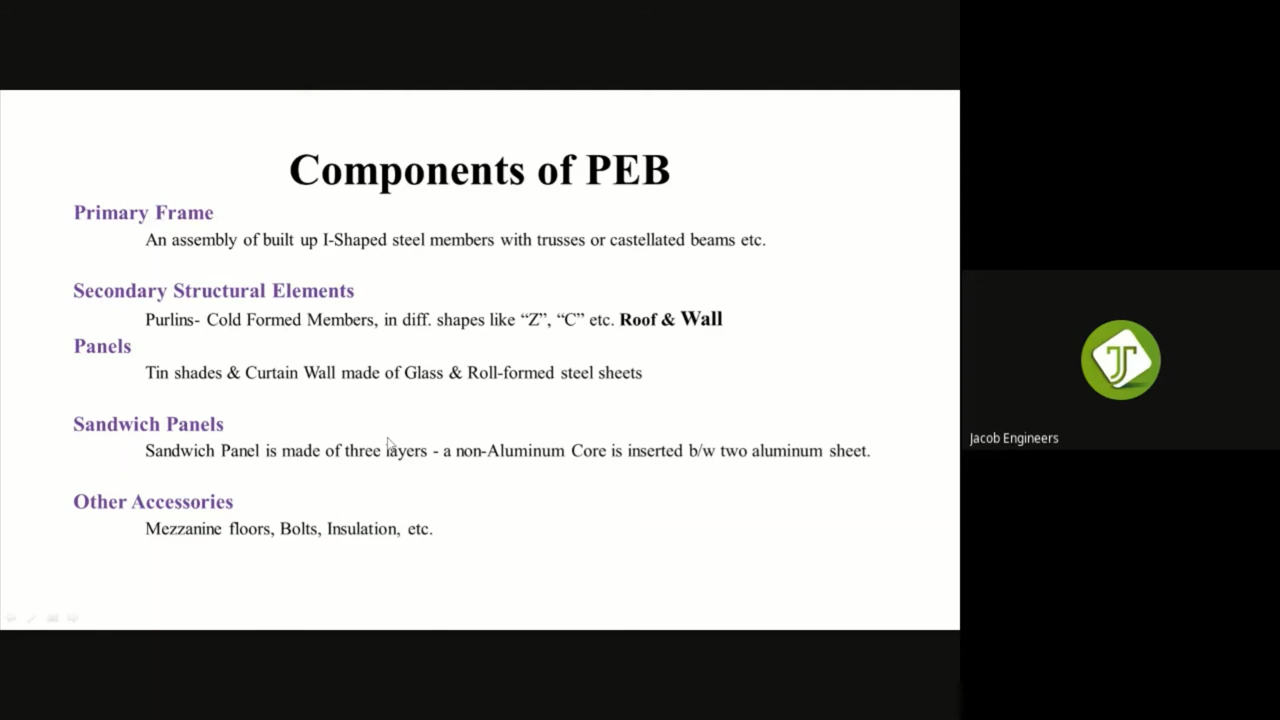 Components of PEB
Primary Frame
An assembly of built up I-Shaped steel members with trusses or castellated beams etc.
Secondary Structural Elements
Purlins- Cold Formed Members, in diff. shapes like “Z”, “C” etc. Roof & Wall
Panels
Tin shades & Curtain Wall made of Glass & Roll-formed steel sheets
Sandwich Panels
Sandwich Panel is made of three layers - a non-Aluminum Core is inserted b/w two aluminum sheet.
Other Accessories
Mezzanine floors, Bolts, Insulation, etc.
Jacob Engineers